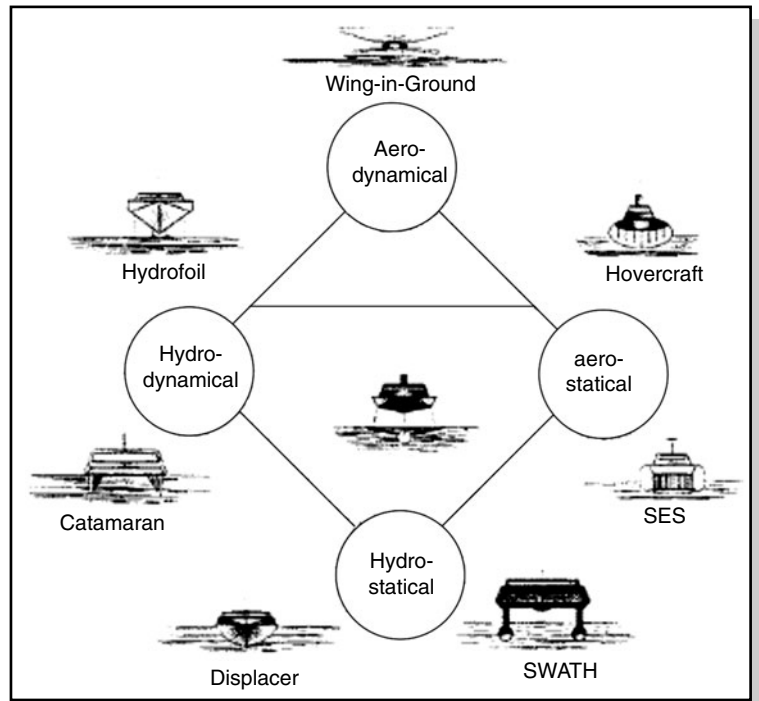 Wing-in-Ground
Aero-
dynamical
Hydrofoil
Hovercraft
Hydro-
dynamical
aero-
statical
Catamaran
SES
Hydro-
statical
Displacer
SWATH